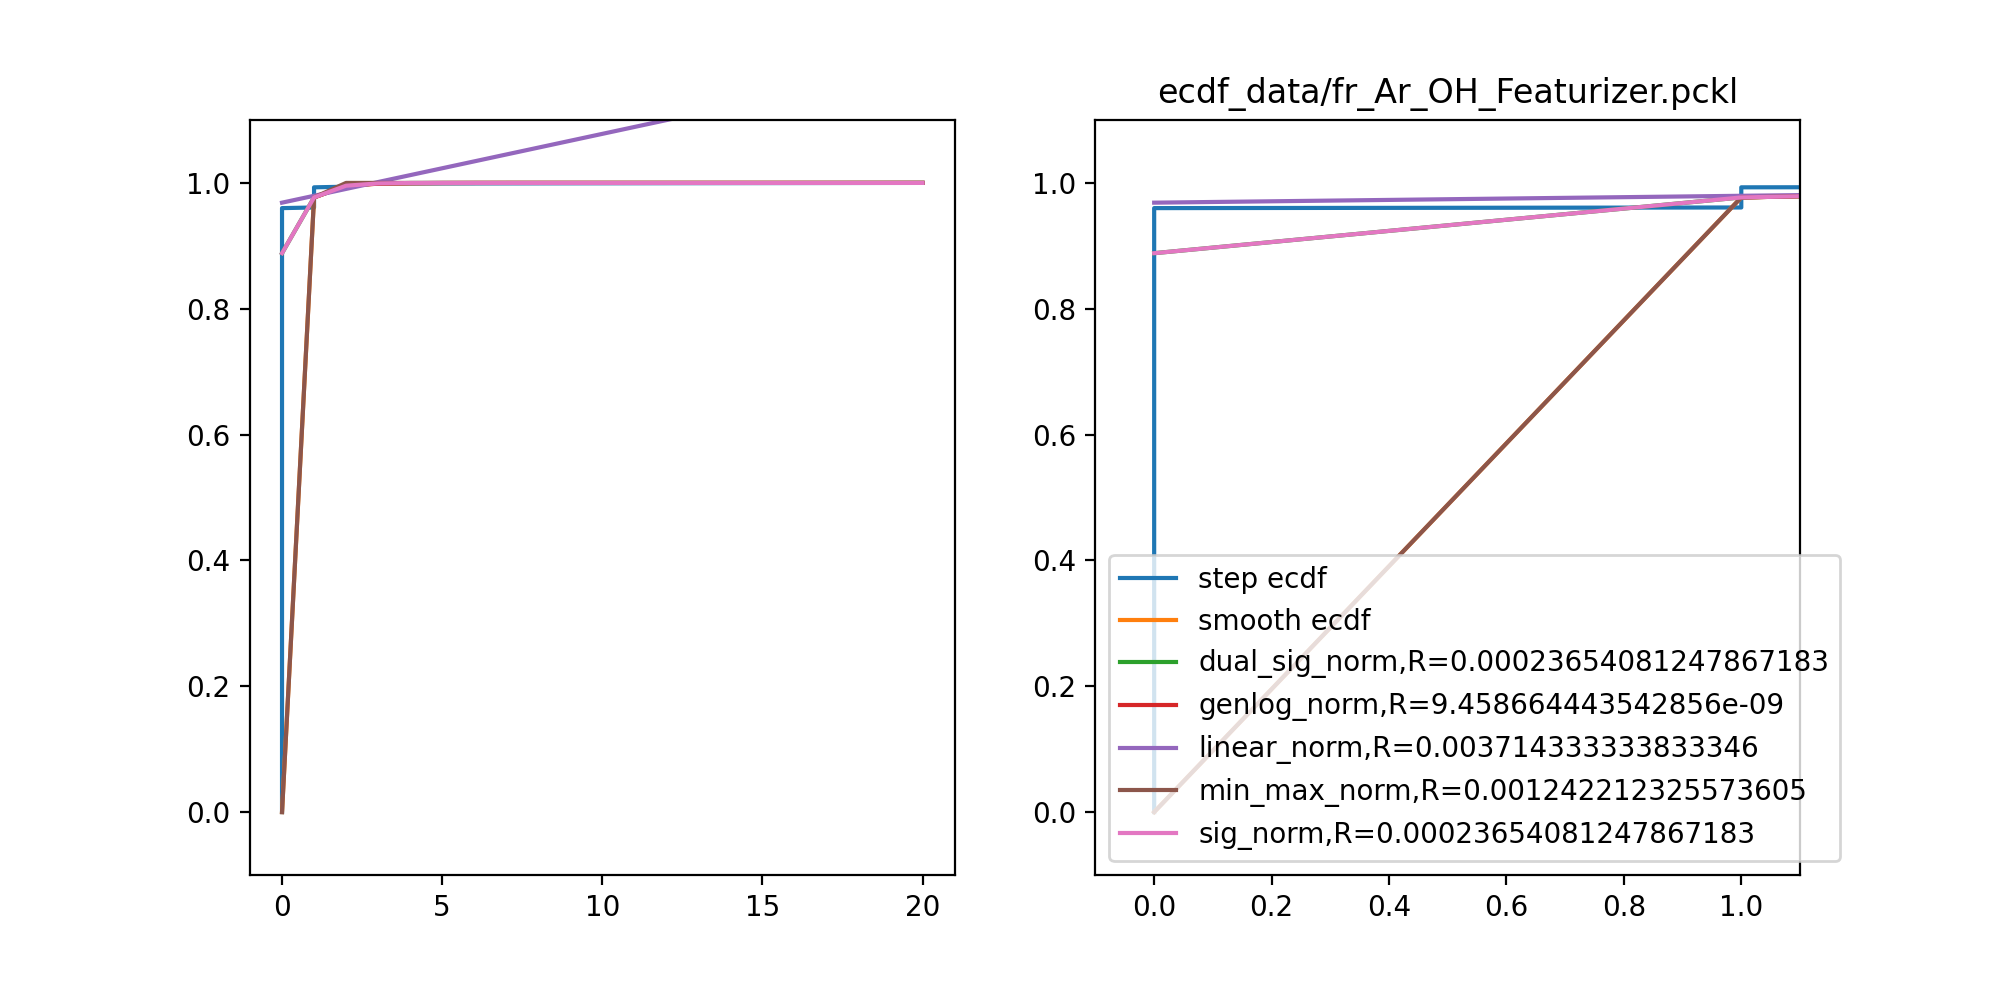 ecdf_data/fr_Ar_OH_Featurizer.pckl
1.0
0.8
0.6
0.4
0.2
0.0
0
5
10
15
20
1.0
0.8
0.6
0.4
0.2
0.0
0.0
0.2
0.4
0.6
0.8
1.0
step ecdf
smooth ecdf
dual_sig_norm,R=0.00023654081247867183
genlog_norm,R=9.458664443542856e-09
linear_norm,R=0.003714333333833346
min_max_norm,R=0.001242212325573605
sig_norm,R=0.00023654081247867183